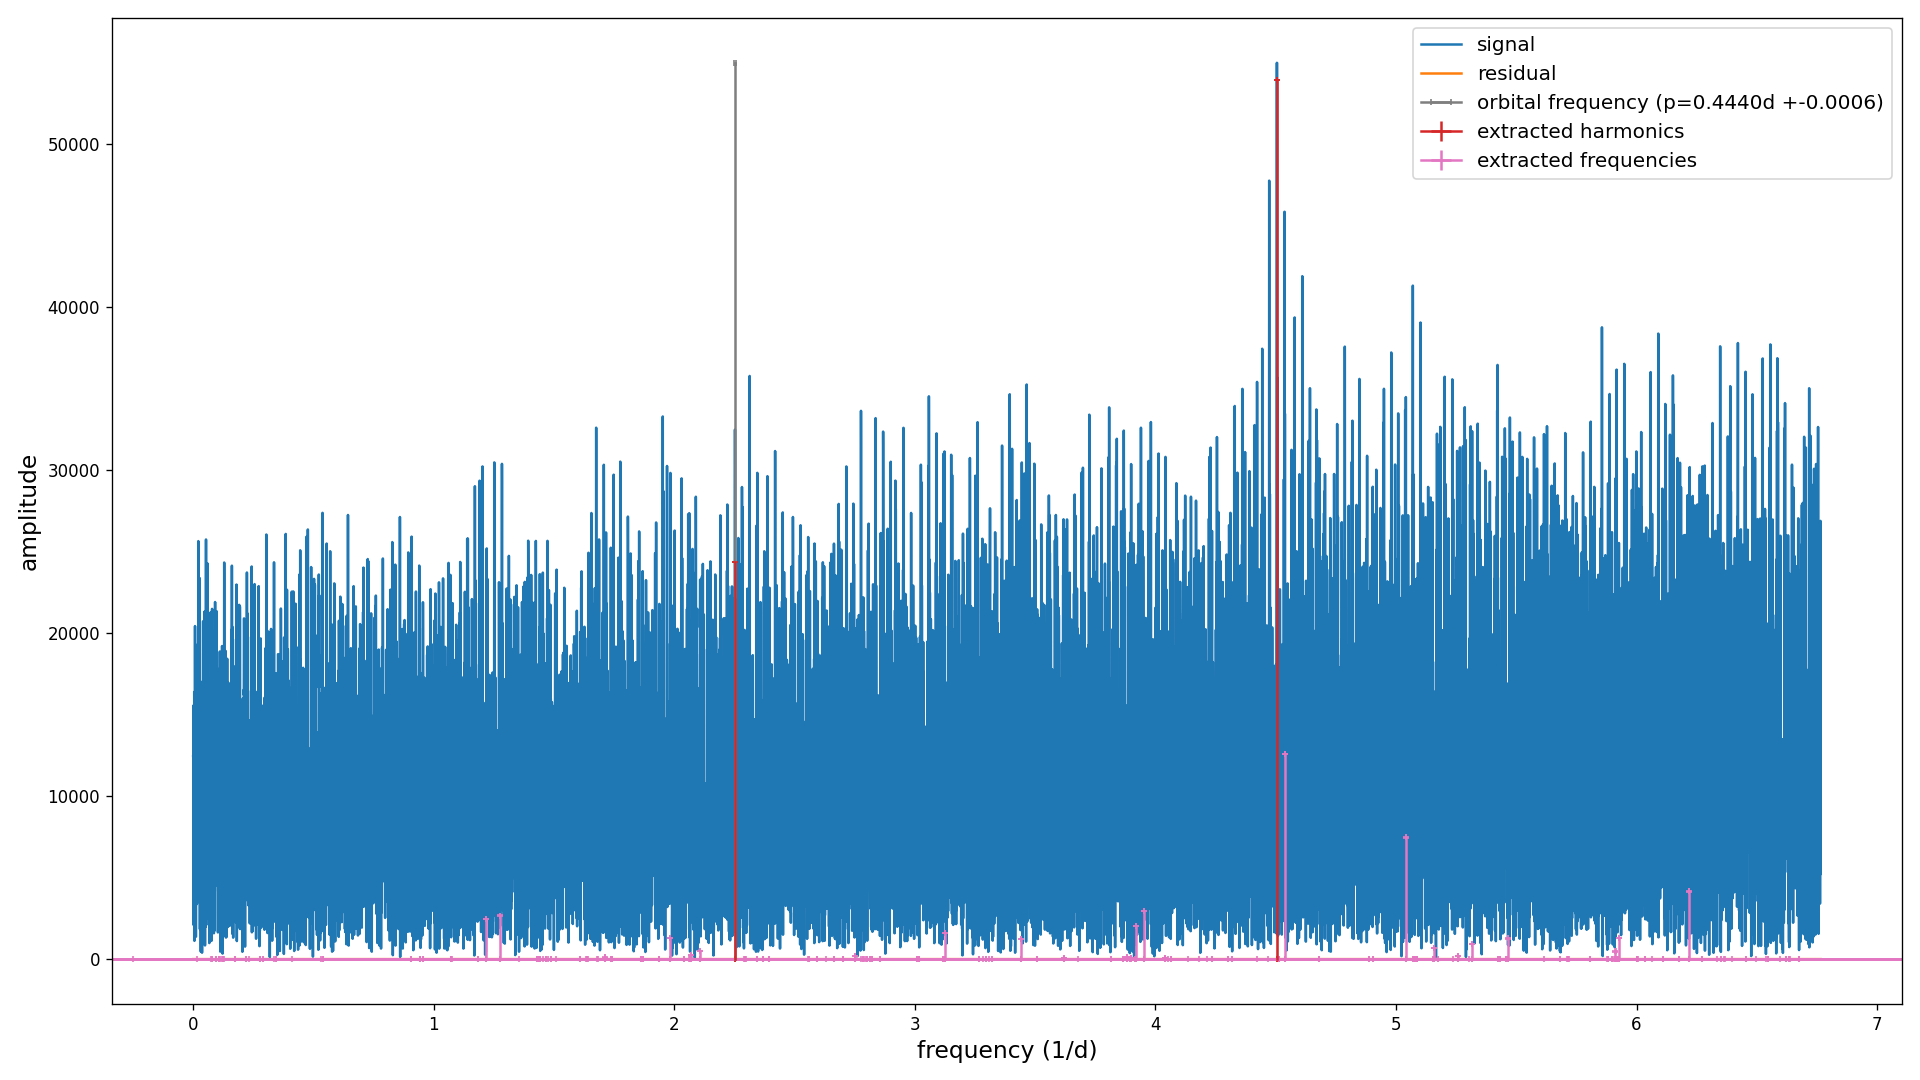 signal
residual
orbital frequency (p=0.4440d +-0.0006)
extracted harmonics
extracted frequencies
50000
40000
30000
20000
10000
0
amplitude
0 1 2 3 4 5 6 7
frequency (1/d)